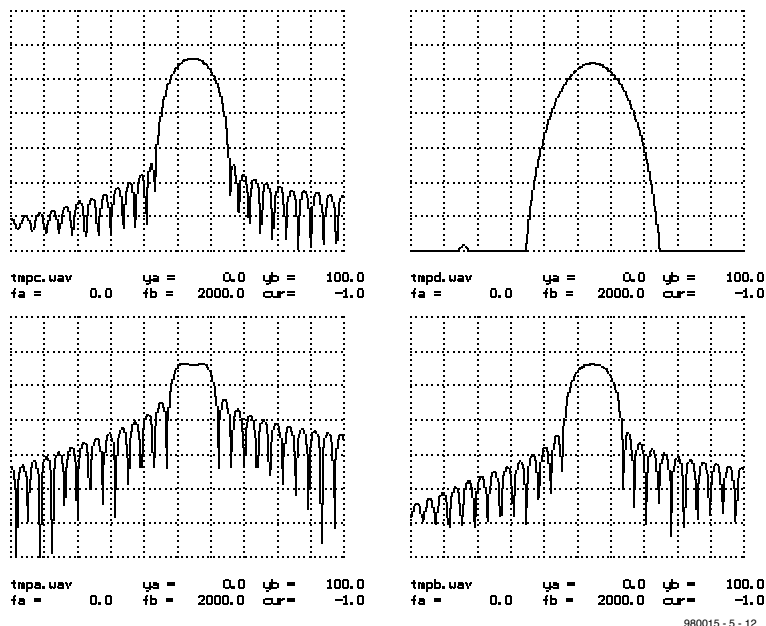 tmpc.wav ya = 0.0 yb = 100.0
fa = 0.0 fb = 2000.0 cur= -1.0
tmpd.wav ya = 0.0 yb = 100.0
fa = 0.0 fb = 2000.0 cur= -1.0
tmpa.wav ya = 0.0 yb = 100.0
fa = 0.0 fb = 2000.0 cur= -1.0
tmpb.wav ya = 0.0 yb = 100.0
fa = 0.0 fb = 2000.0 cur= -1.0
980015 - 5 - 12